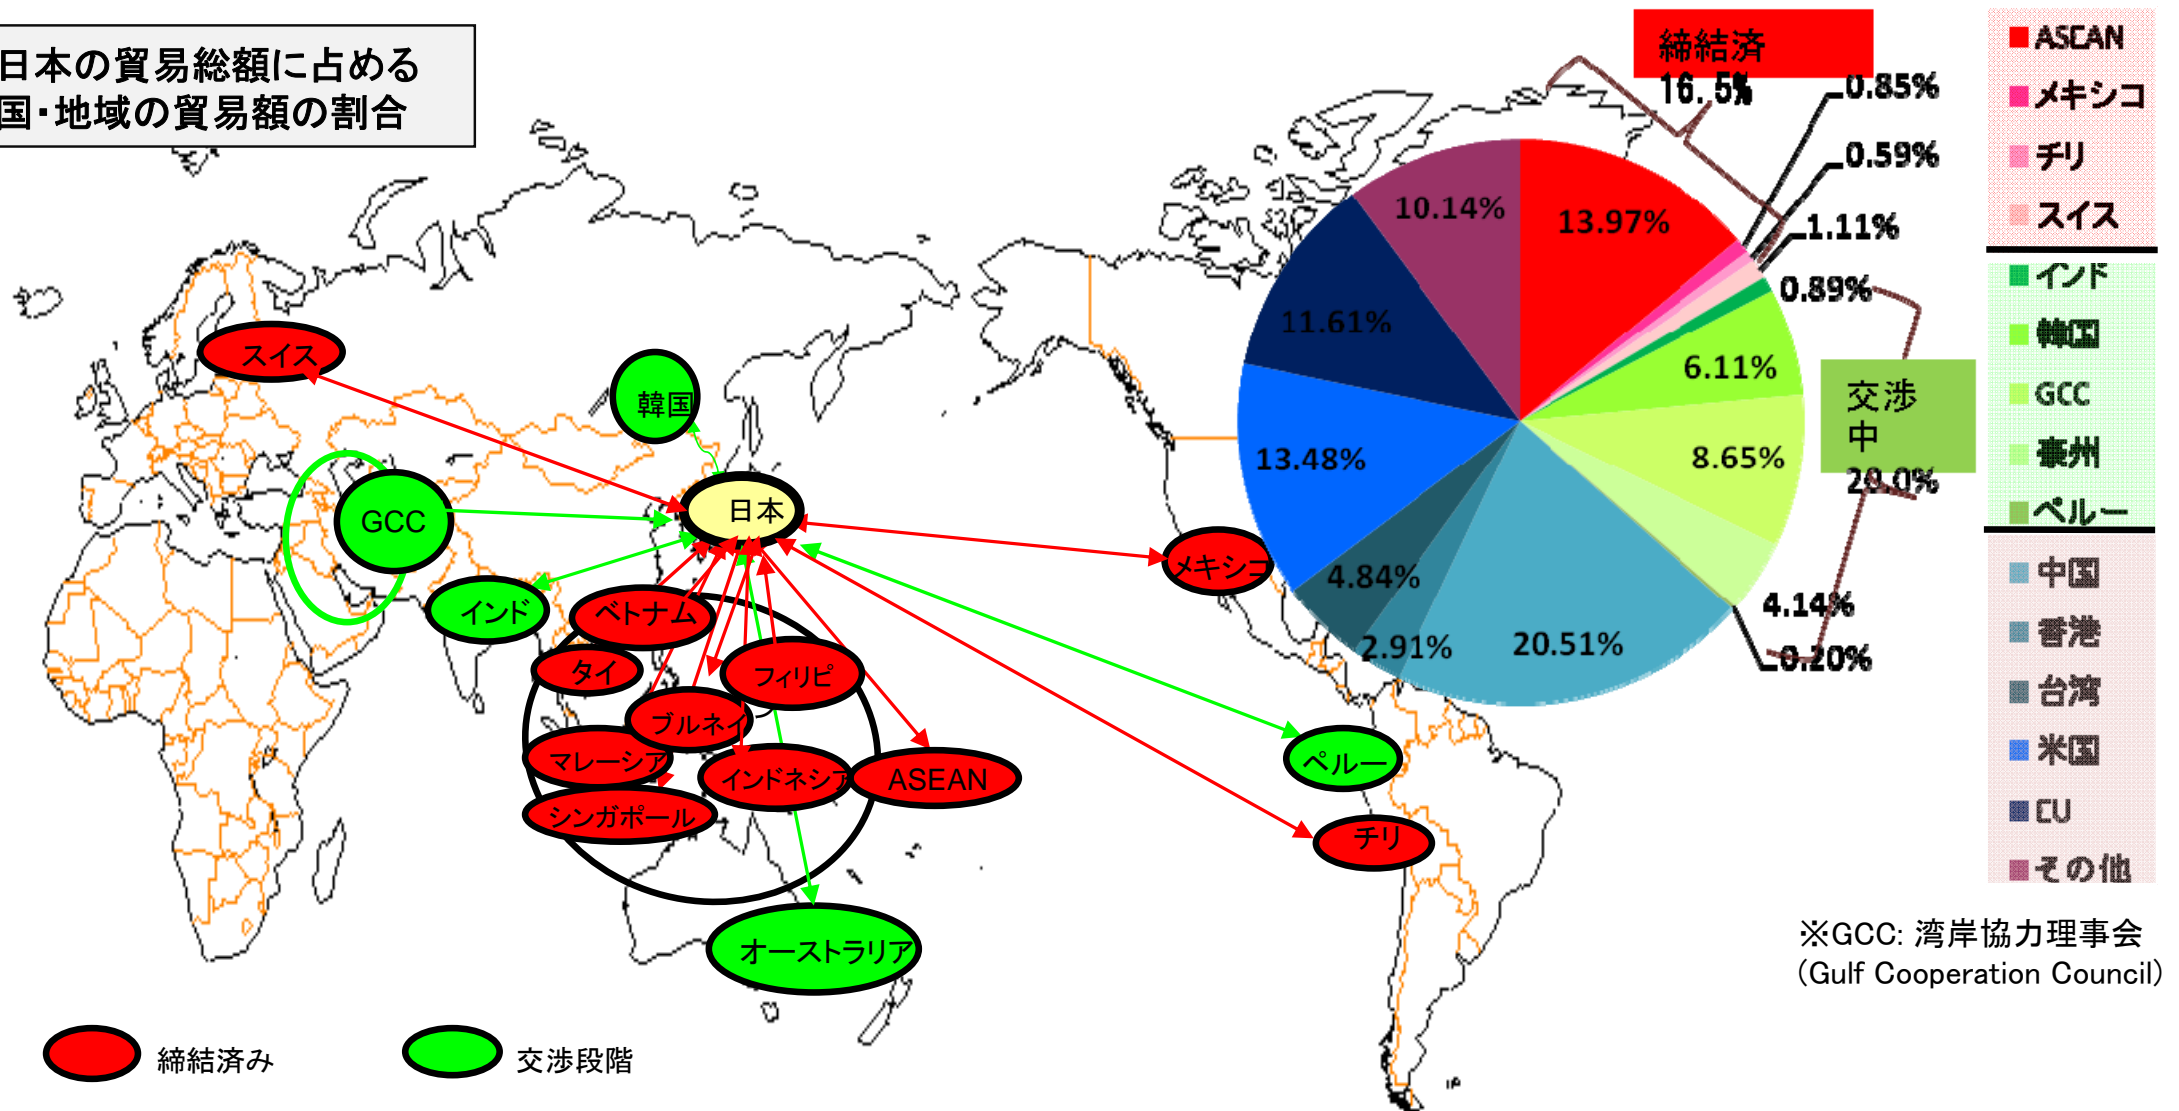 日本の貿易総額に占める
国・地域の貿易額の割合
締結済
16.5%
0.85%
0.59%
1.11%
0.89%
13.97%
10.14%
11.61%
6.11%
13.48%
8.65%
4.84%
2.91%
20.51%
4.14%
0.20%
交渉
中
20.0%
ASEAN
メキシコ
チリ
スイス
インド
韓国
GCC
豪州
ペルー
中国
香港
台湾
米国
EU
その他
スイス
韓国
GCC
日本
インド
メキシコ
ベトナム
タイ
フィリピ
ブルネイ
マレーシア
インドネシア
ASEAN
シンガポール
ペルー
チリ
オーストラリア
※GCC: 湾岸協力理事会
(Gulf Cooperation Council)
締結済み
交渉段階